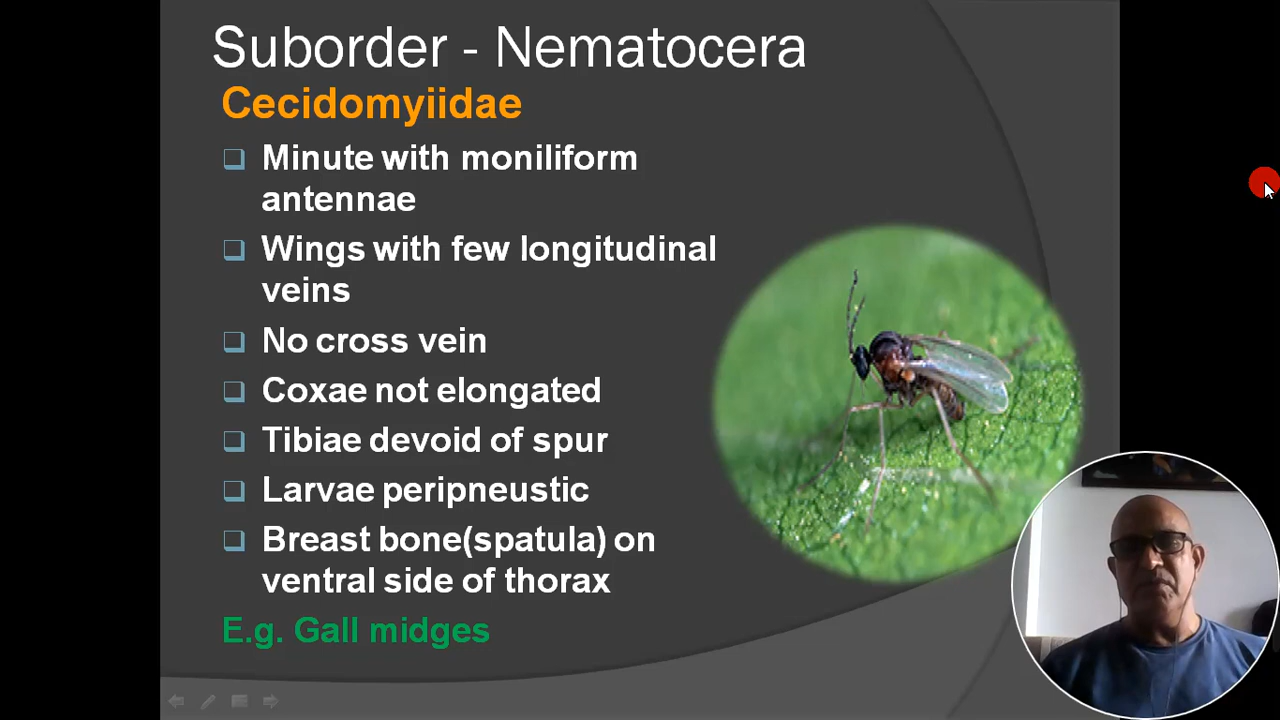 Suborder - Nematocera
Cecidomyiidae
Minute with moniliform
antennae
Wings with few longitudinal
veins
No cross vein
Coxae not elongated
Tibiae devoid of spur
Larvae peripneustic
Breast bone(spatula) on
ventral side of thorax
E.g. Gall midges